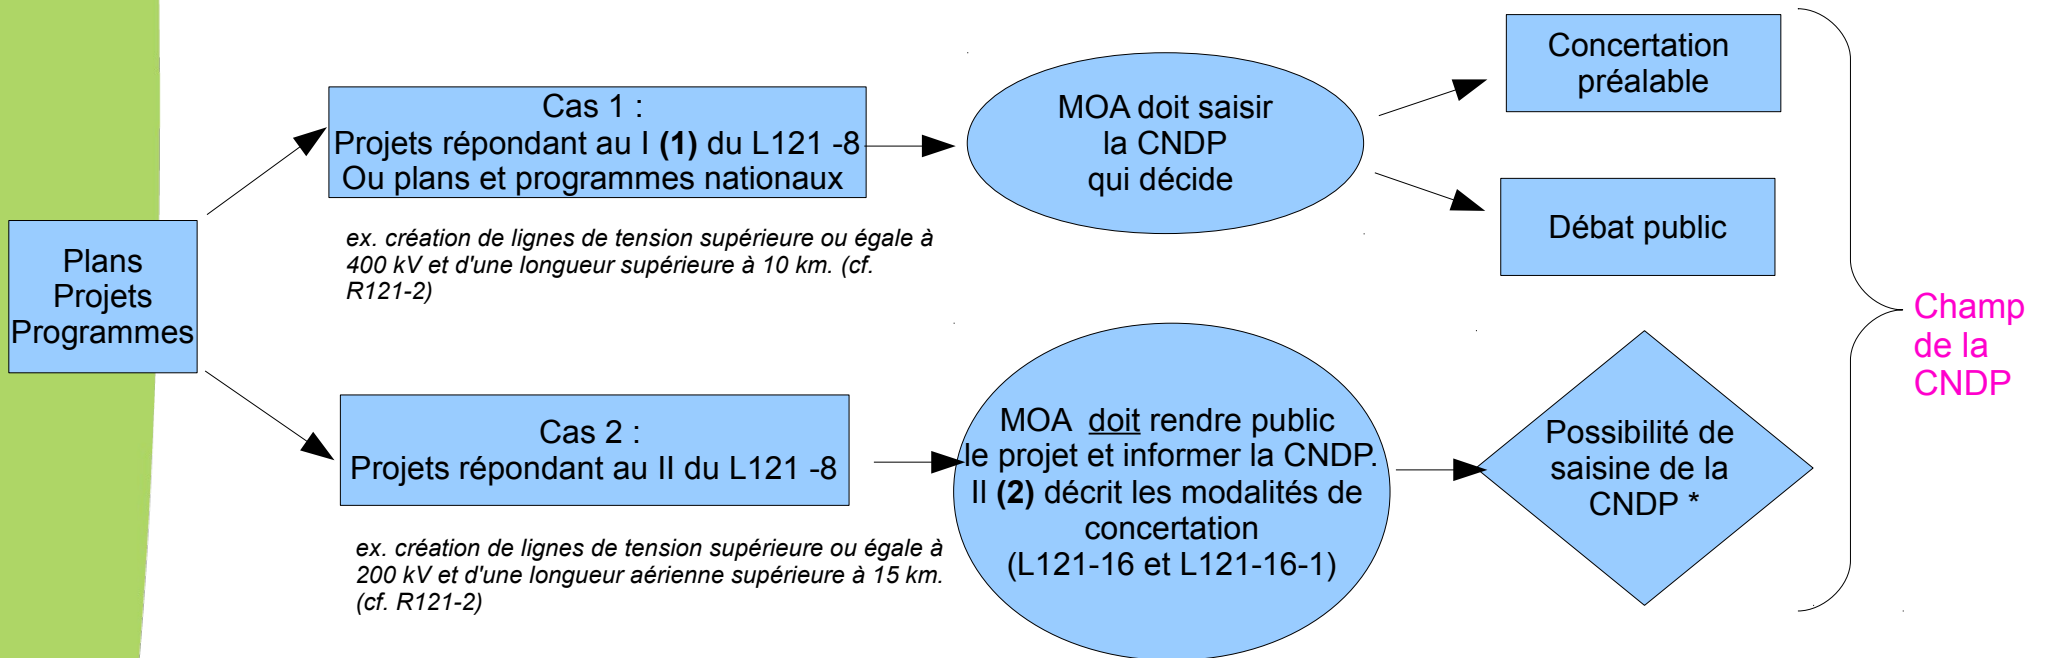 Plans
Projets
Programmes
Cas 1 :
Projets répondant au I (1) du L121 -8
Ou plans et programmes nationaux
ex. création de lignes de tension supérieure ou égale à
400 kV et d'une longueur supérieure à 10 km. (cf.
R121-2)
MOA doit saisir
la CNDP
qui décide
Concertation
préalable
Débat public
Cas 2 :
Projets répondant au II du L121 -8
ex. création de lignes de tension supérieure ou égale à
200 kV et d'une longueur aérienne supérieure à 15 km.
(cf. R121-2)
MOA doit rendre public
le projet et informer la CNDP.
II (2) décrit les modalités de
concertation
(L121-16 et L121-16-1)
Possibilité de
saisine de la
CNDP *
Champ
de la
CNDP